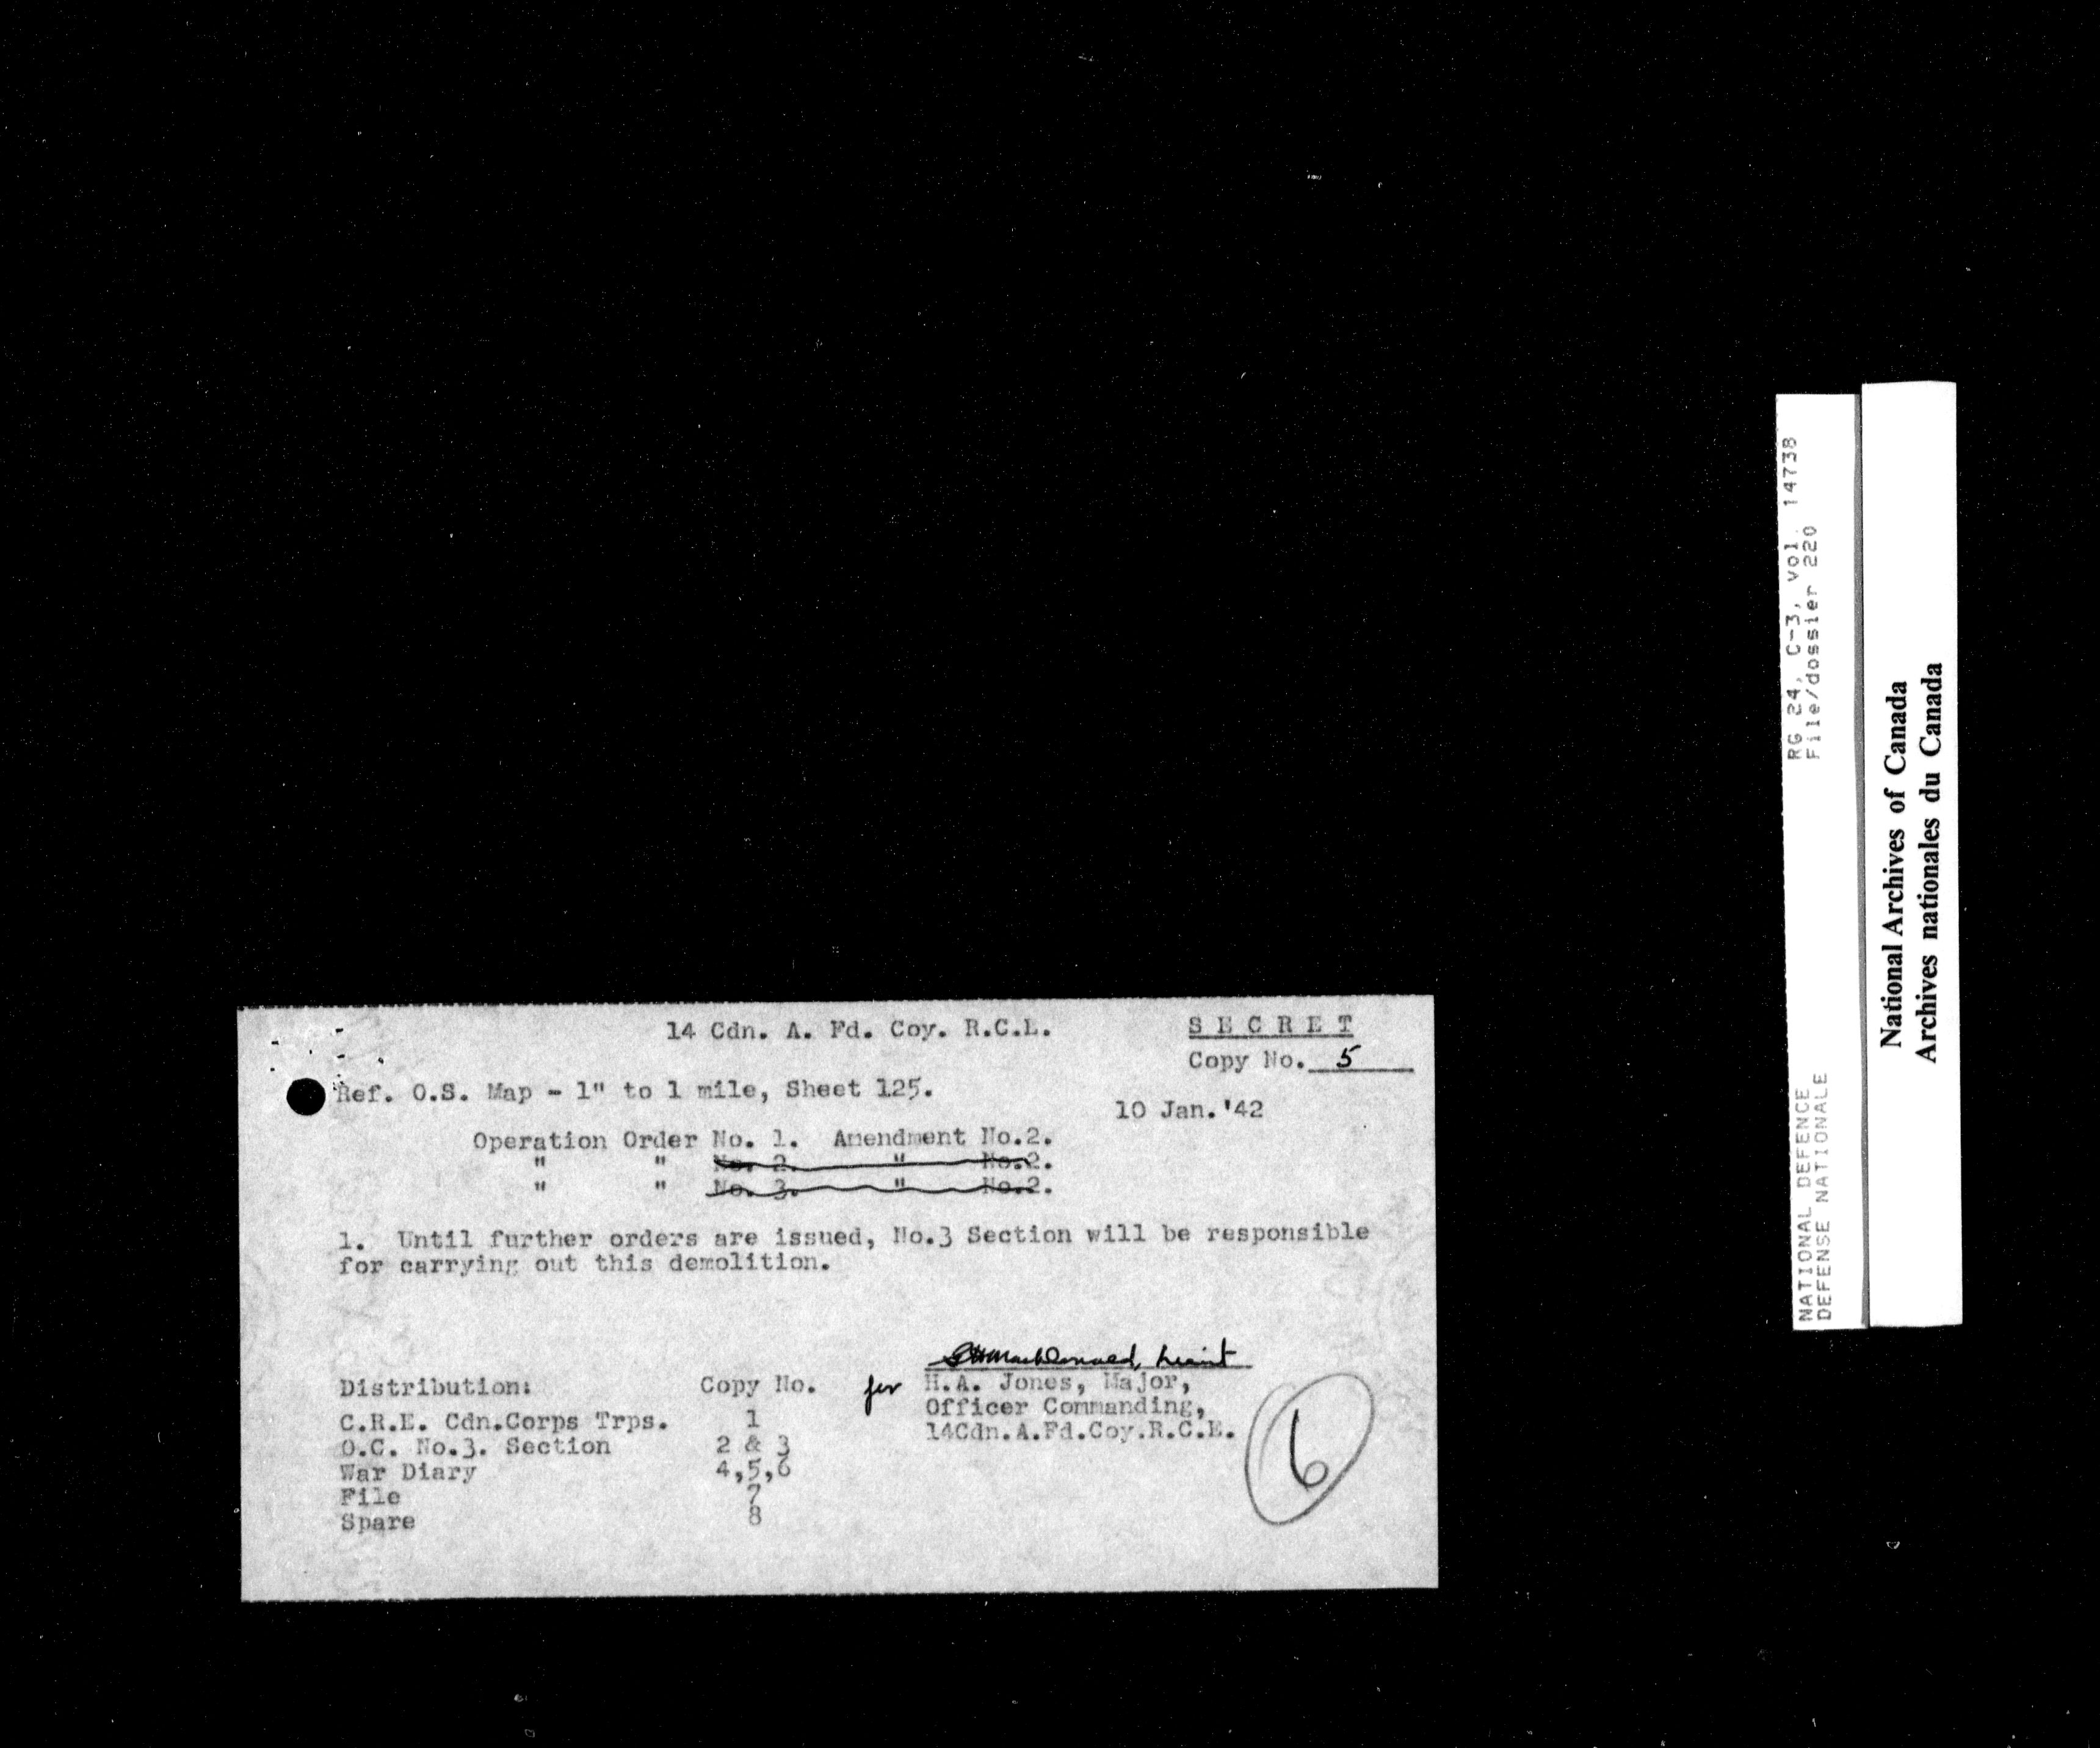 14 Cdn. A. Fd. Coy. R.C.E.
S E C R E T
Copy No. 5
Ref. O.S. Map - 1" to 1 mile, Sheet 125.
10 Jan.'42
Operation Order No. 1. Amendment No.2.
" " No. 2. " No.2.
" " No. 3. " No.2.
1. Until further orders are issued, No.3 Section will be responsible
for carrying out this demolition.
MacDonald, Lieut
Distribution: Copy No.
for H.A. Jones, Major,
Officer Commanding,
14Cdn.A.Fd.Coy.R.C.E.
C.R.E. Cdn.Corps Trps. 1
O.C. No.3. Section 2 & 3
War Diary 4,5,6
File 7
Spare 8
6
RG 24, C-3, vol. 14738
File/dossier 220
NATIONAL DEFENCE
DEFENSE NATIONALE
National Archives of Canada
Archives nationales du Canada